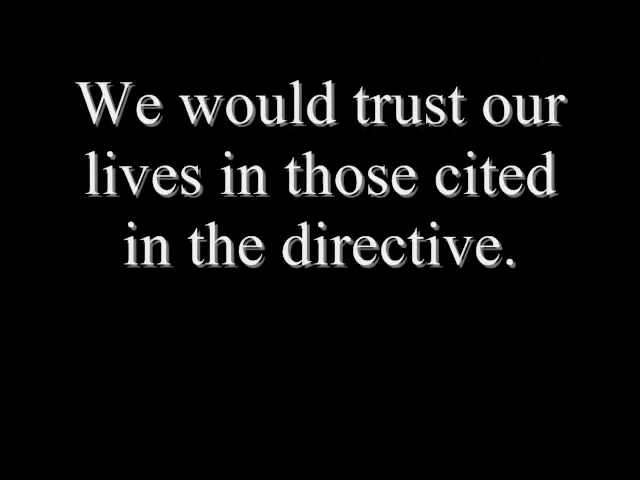 We would trust our
lives in those cited
in the directive.